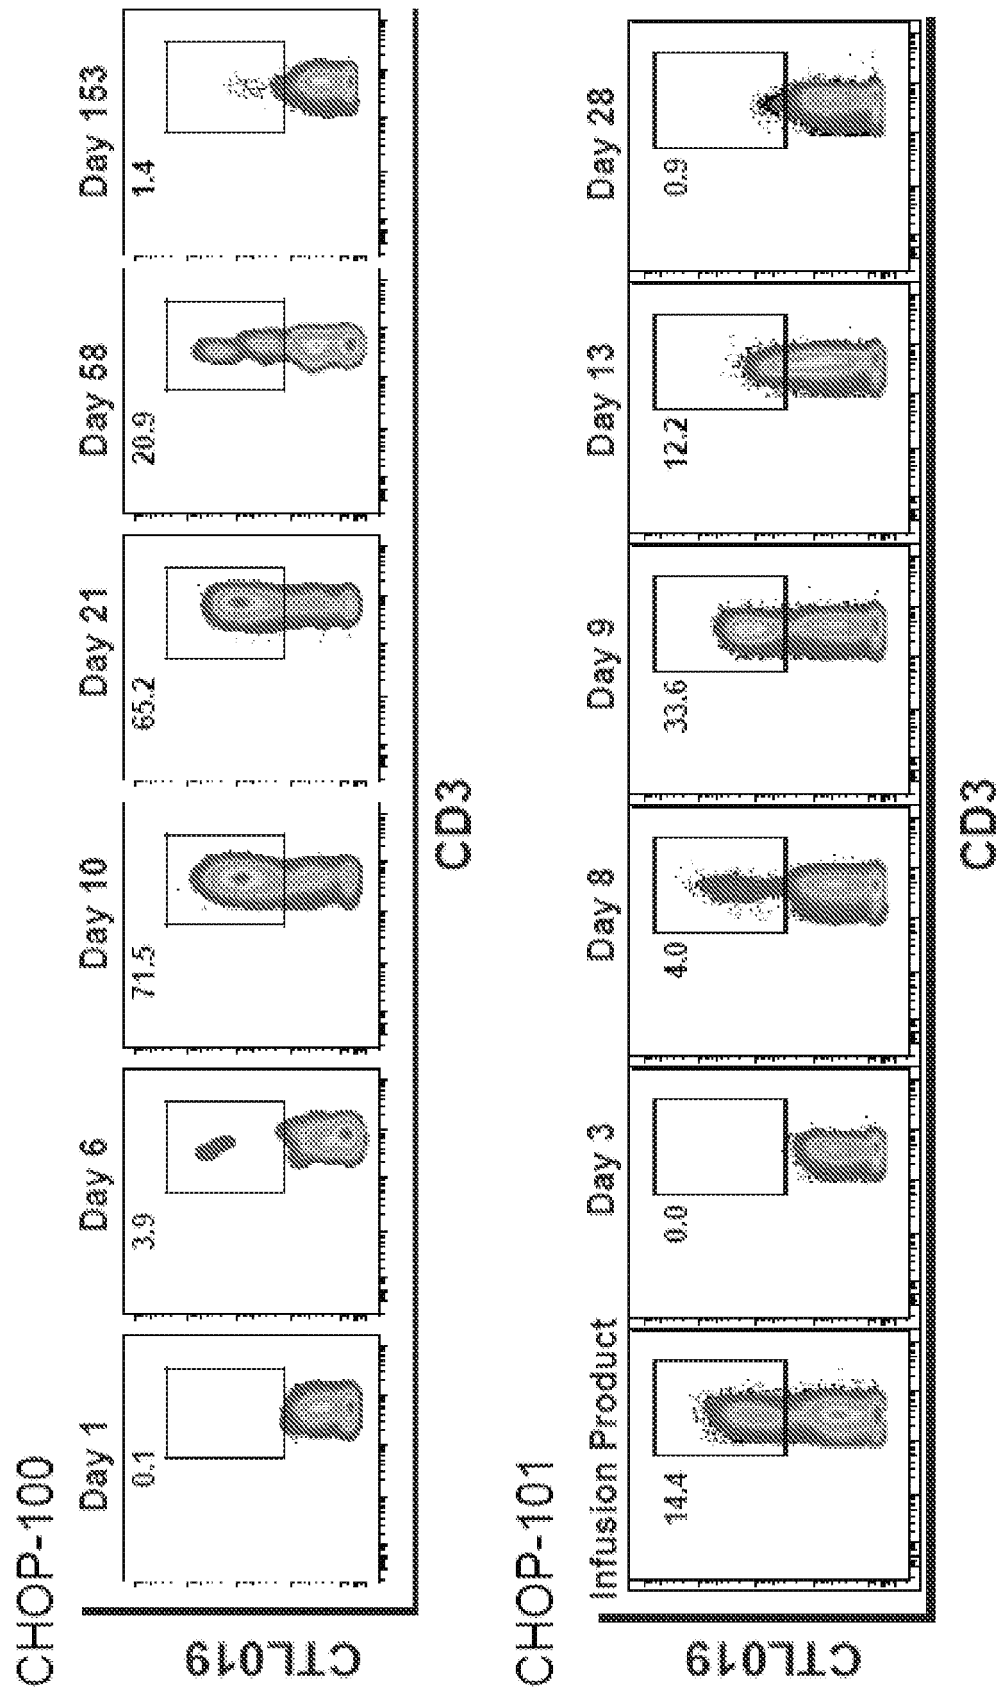 CHOP-100
Day 1
Day 6
Day 10
Day 21
Day 58
Day 153
0.1
3.9
71.5
65.2
20.9
1.4
CTL019
CD3
CHOP-101
Infusion Product
Day 3
Day 8
Day 9
Day 13
Day 28
14.4
0.0
4.0
33.6
12.2
0.9
CTL019
CD3